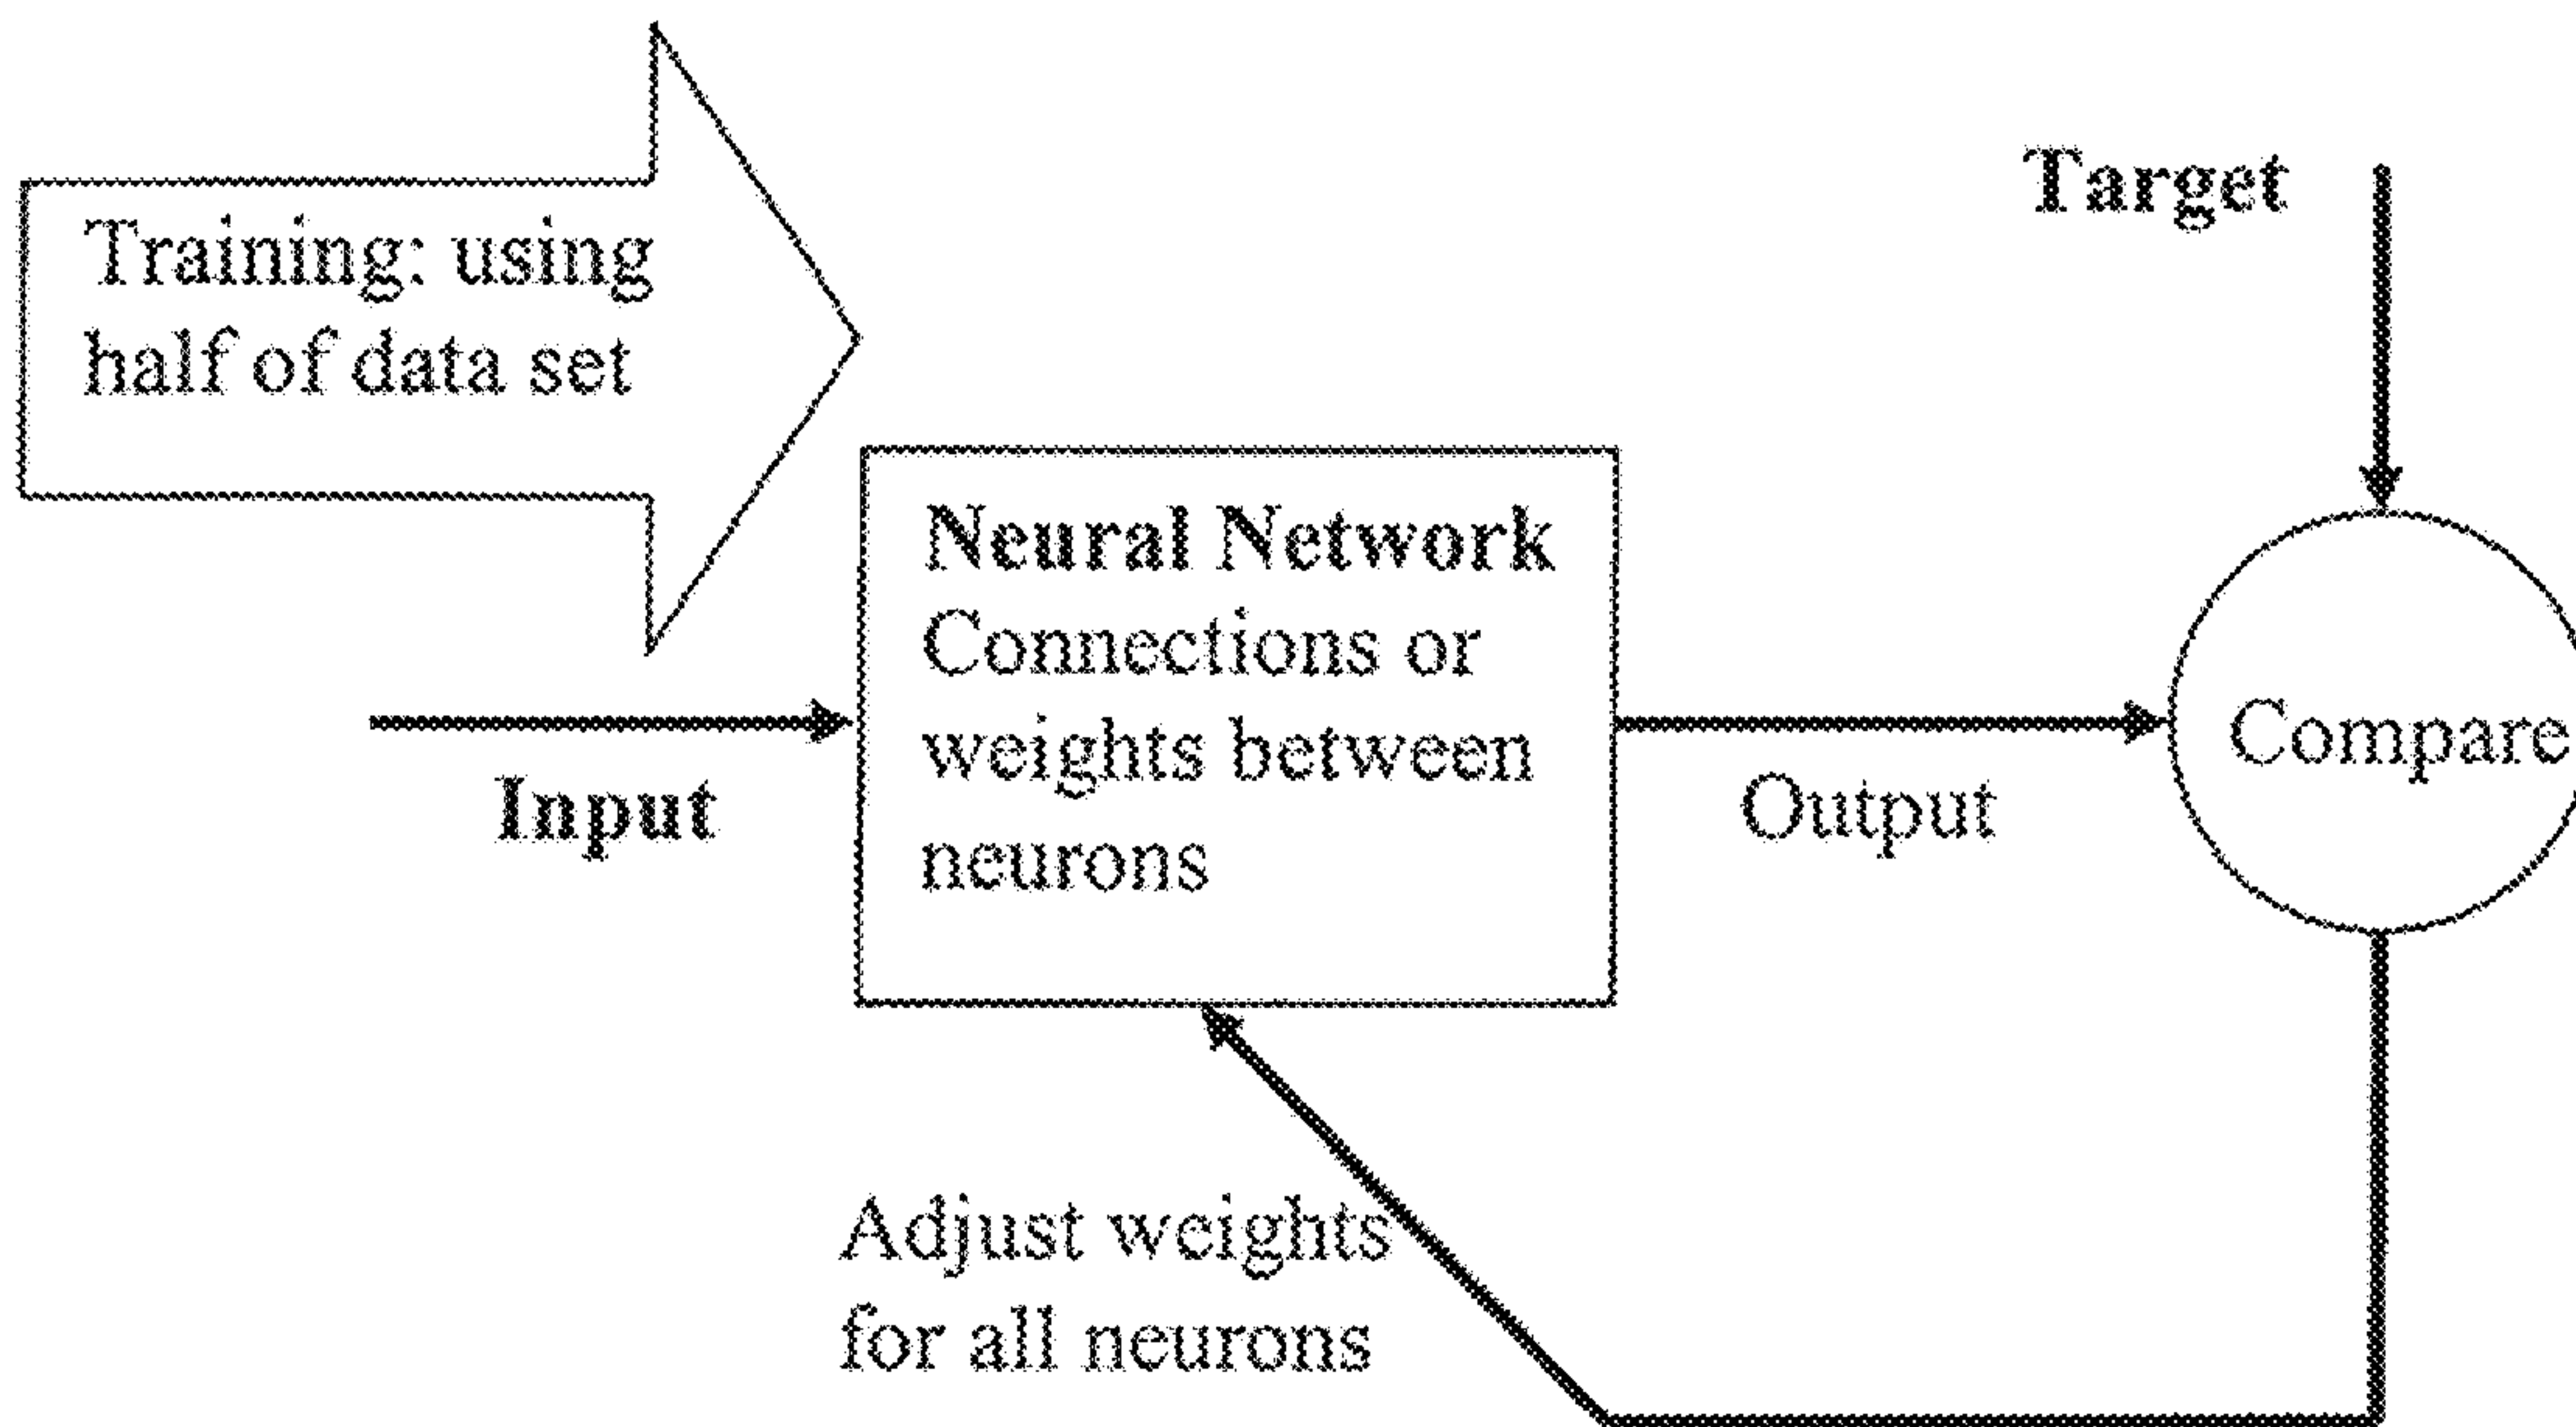 Training: using
half of data set
Target
Neural Network
Connections or
weights between
neurons
Input
Output
Compare
Adjust weights
for all neurons